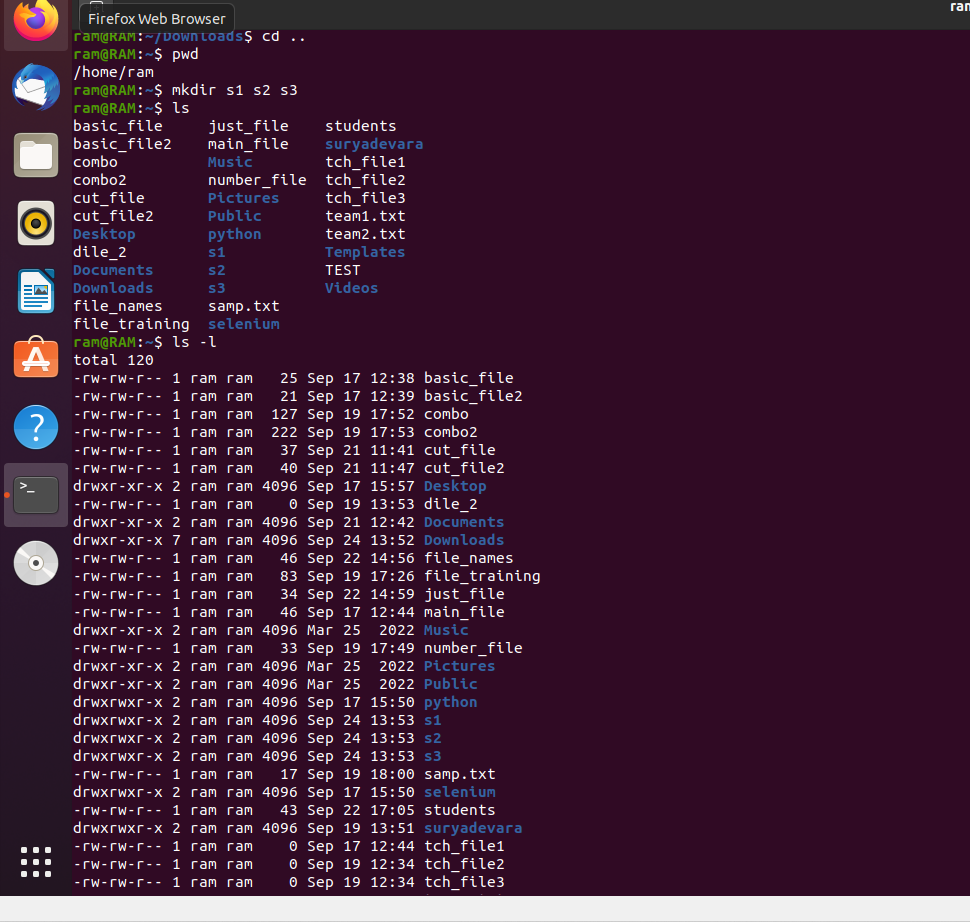 ram
Firefox Web Browser
ram@RAM:~/Downloads$ cd ..
ram@RAM:~$ pwd
/home/ram
ram@RAM:~$ mkdir s1 s2 s3
ram@RAM:~$ ls
basic_file     just_file    students
basic_file2    main_file    suryadevara
combo          Music        tch_file1
combo2         number_file  tch_file2
cut_file       Pictures     tch_file3
cut_file2      Public       team1.txt
Desktop        python       team2.txt
dile_2         s1           Templates
Documents      s2           TEST
Downloads      s3           Videos
file_names     samp.txt
file_training  selenium
ram@RAM:~$ ls -l
total 120
-rw-rw-r-- 1 ram ram   25 Sep 17 12:38 basic_file
-rw-rw-r-- 1 ram ram   21 Sep 17 12:39 basic_file2
-rw-rw-r-- 1 ram ram  127 Sep 19 17:52 combo
-rw-rw-r-- 1 ram ram  222 Sep 19 17:53 combo2
-rw-rw-r-- 1 ram ram   37 Sep 21 11:41 cut_file
-rw-rw-r-- 1 ram ram   40 Sep 21 11:47 cut_file2
drwxr-xr-x 2 ram ram 4096 Sep 17 15:57 Desktop
-rw-rw-r-- 1 ram ram    0 Sep 19 13:53 dile_2
drwxr-xr-x 2 ram ram 4096 Sep 21 12:42 Documents
drwxr-xr-x 7 ram ram 4096 Sep 24 13:52 Downloads
-rw-rw-r-- 1 ram ram   46 Sep 22 14:56 file_names
-rw-rw-r-- 1 ram ram   83 Sep 19 17:26 file_training
-rw-rw-r-- 1 ram ram   34 Sep 22 14:59 just_file
-rw-rw-r-- 1 ram ram   46 Sep 17 12:44 main_file
drwxr-xr-x 2 ram ram 4096 Mar 25  2022 Music
-rw-rw-r-- 1 ram ram   33 Sep 19 17:49 number_file
drwxr-xr-x 2 ram ram 4096 Mar 25  2022 Pictures
drwxr-xr-x 2 ram ram 4096 Mar 25  2022 Public
drwxrwxr-x 2 ram ram 4096 Sep 17 15:50 python
drwxrwxr-x 2 ram ram 4096 Sep 24 13:53 s1
drwxrwxr-x 2 ram ram 4096 Sep 24 13:53 s2
drwxrwxr-x 2 ram ram 4096 Sep 24 13:53 s3
-rw-rw-r-- 1 ram ram   17 Sep 19 18:00 samp.txt
drwxrwxr-x 2 ram ram 4096 Sep 17 15:50 selenium
-rw-rw-r-- 1 ram ram   43 Sep 22 17:05 students
drwxrwxr-x 2 ram ram 4096 Sep 19 13:51 suryadevara
-rw-rw-r-- 1 ram ram    0 Sep 17 12:44 tch_file1
-rw-rw-r-- 1 ram ram    0 Sep 19 12:34 tch_file2
-rw-rw-r-- 1 ram ram    0 Sep 19 12:34 tch_file3